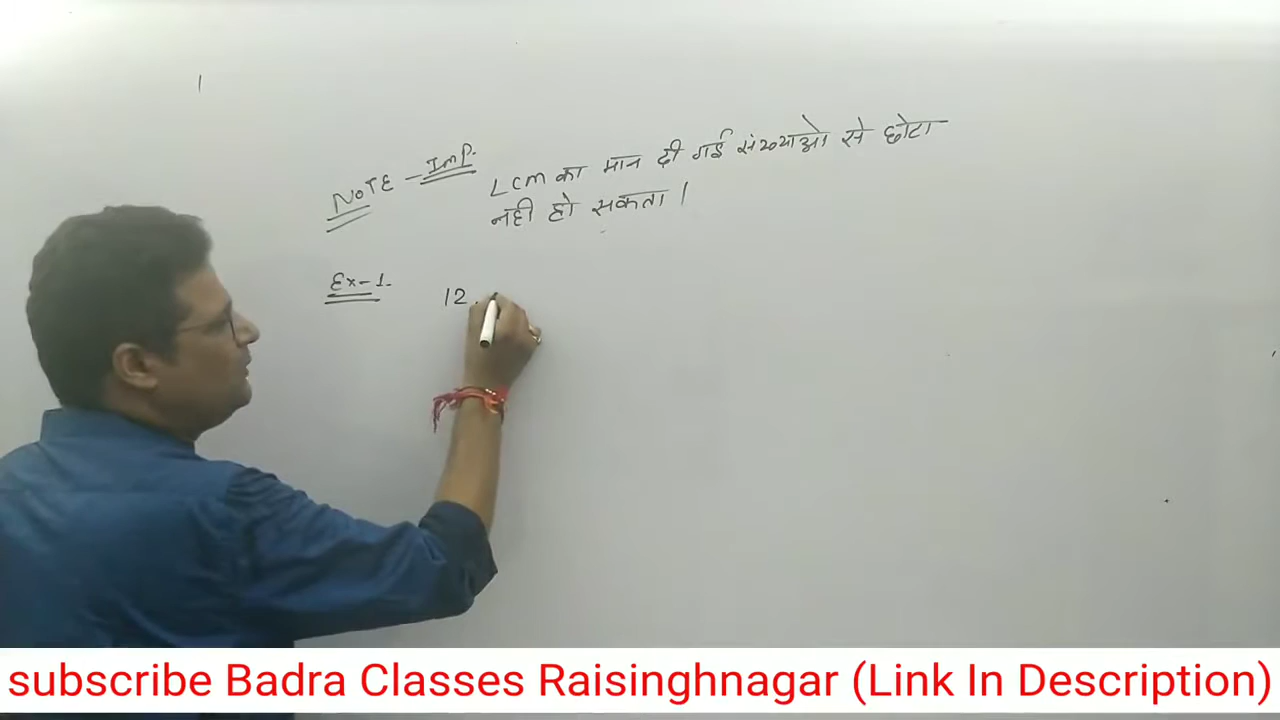 NOTE - Imp.
LCM का मान दी गई संख्याओ से छोटा
नही हो सकता।
Ex-1.
12.
subscribe Badra Classes Raisinghnagar (Link In Description)